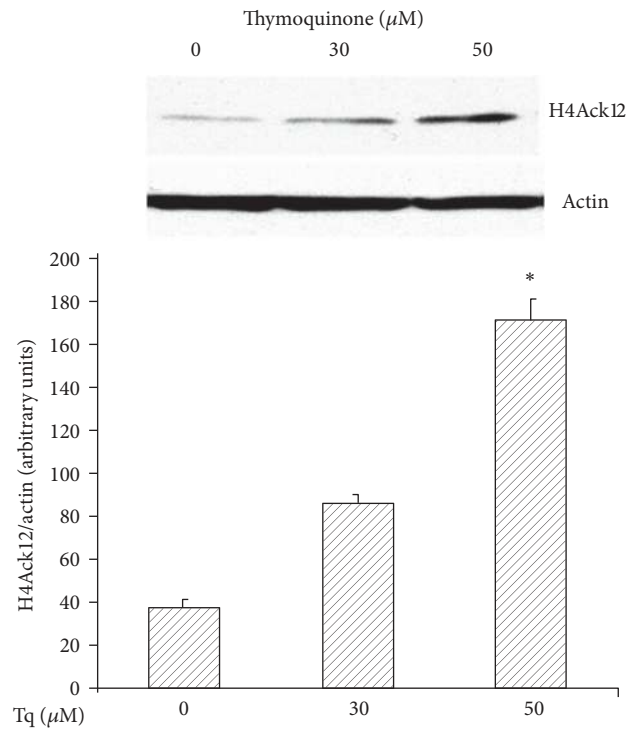 Thymoquinone (μM)
0 30 50
H4Ack12
Actin
H4Ack12/actin (arbitrary units)
200
180
160
140
120
100
80
60
40
20
0
*
Tq (μM) 0 30 50